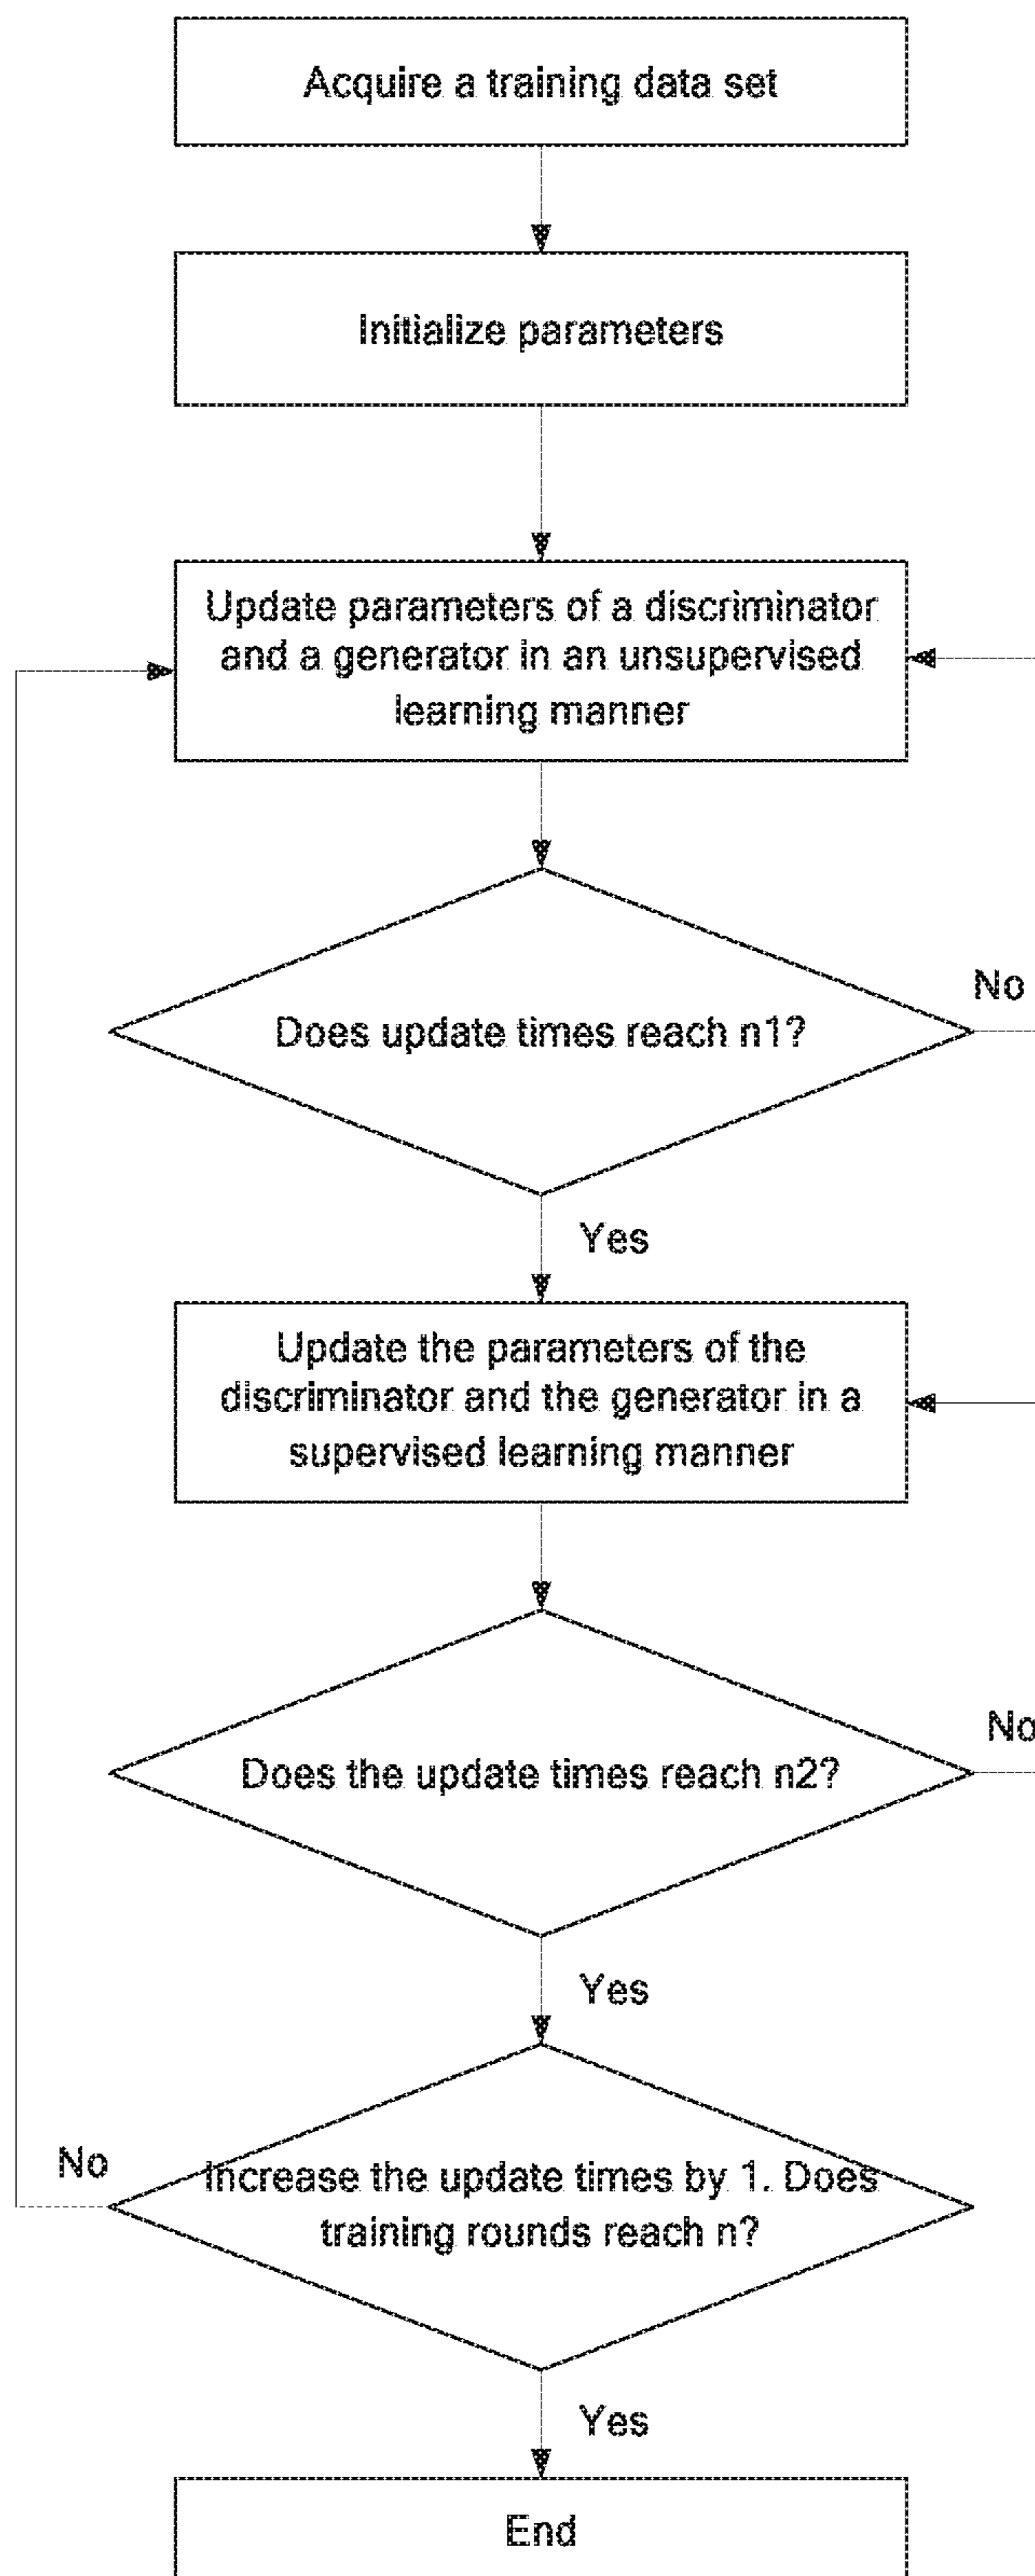 Acquire a training data set
Initialize parameters
Update parameters of a discriminator
and a generator in an unsupervised
learning manner
Does update times reach n1?
No
Yes
Update the parameters of the
discriminator and the generator in a
supervised learning manner
Does the update times reach n2?
No
Yes
Increase the update times by 1. Does
training rounds reach n?
No
Yes
End